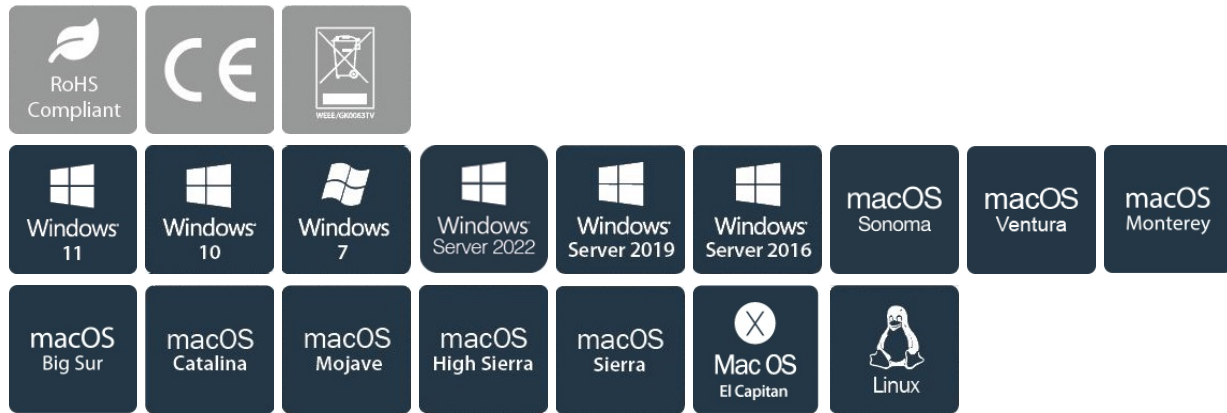 RoHS
Compliant
CE
WEEE/GK0083TV
Windows
11
Windows
10
Windows
7
Windows
Server 2022
Windows
Server 2019
Windows
Server 2016
macOS
Sonoma
macOS
Ventura
macOS
Monterey
macOS
Big Sur
macOS
Catalina
macOS
Mojave
macOS
High Sierra
macOS
Sierra
X
Mac OS
El Capitan
Linux